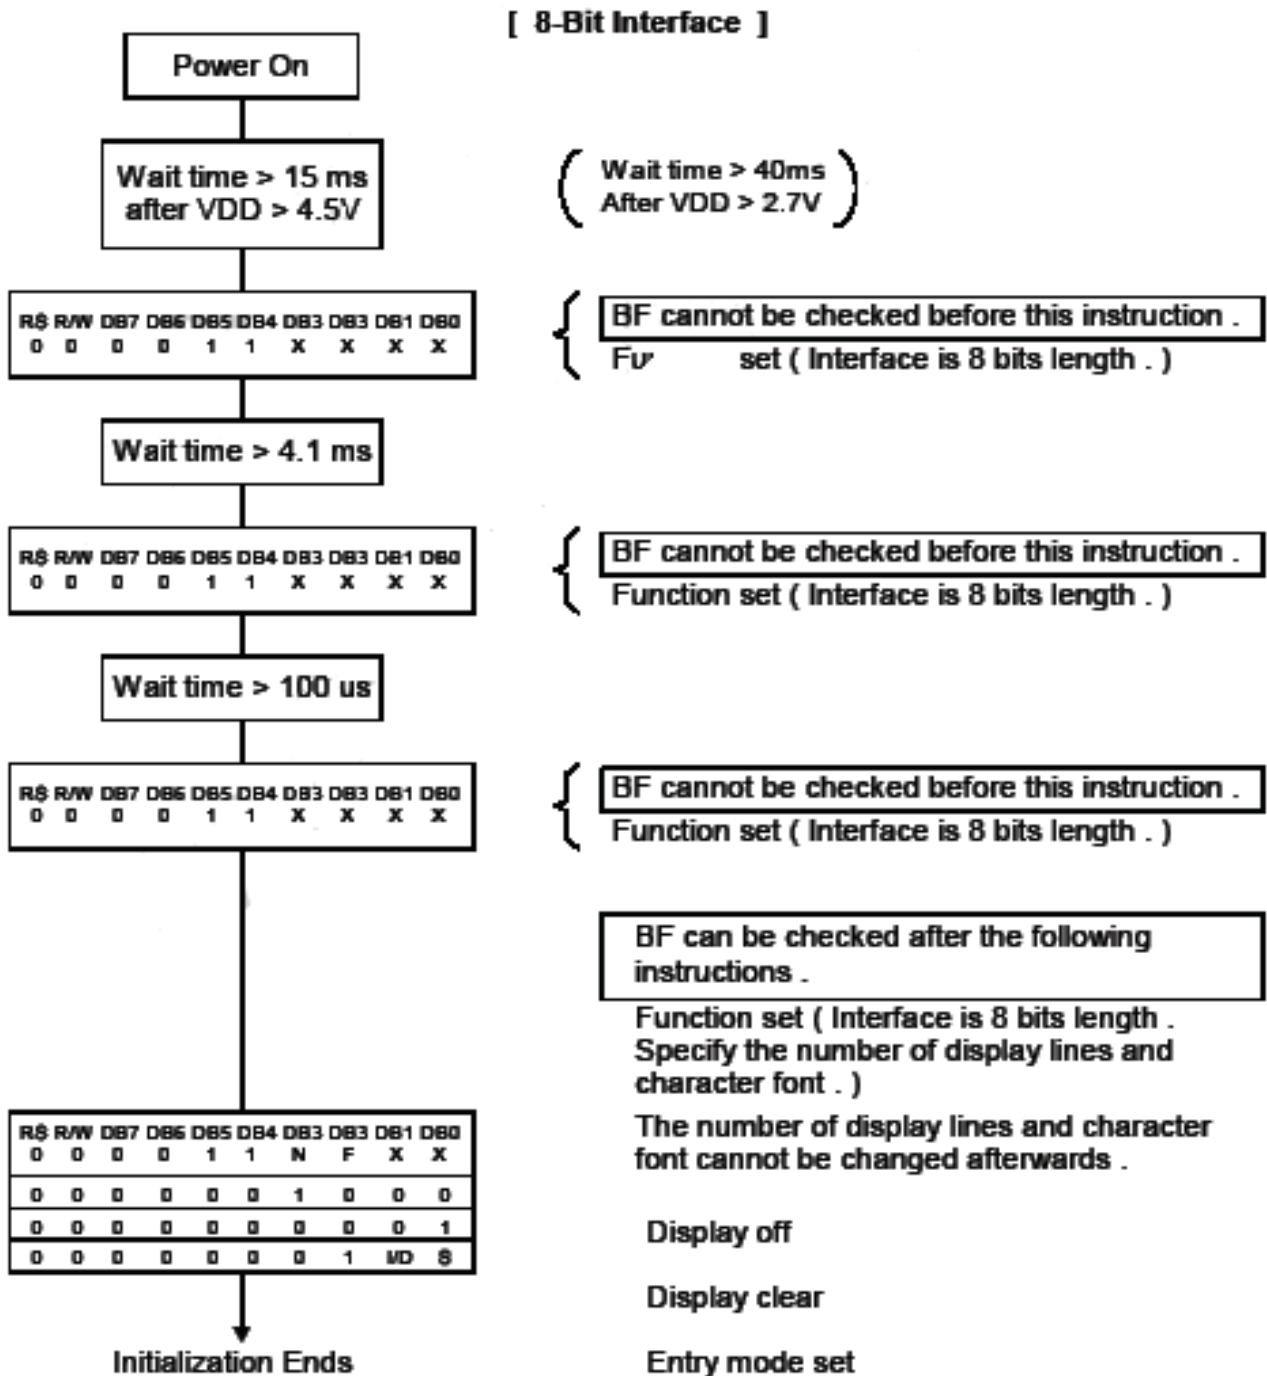 [ 8-Bit Interface ]
Power On
Wait time > 15 ms
after VDD > 4.5V
Wait time > 40ms
After VDD > 2.7V
RS R/W DB7 DB6 DB5 DB4 DB3 DB3 DB1 DB0
0 0 0 0 1 1 X X X X
BF cannot be checked before this instruction .
set ( Interface is 8 bits length . )
Wait time > 4.1 ms
RS R/W DB7 DB6 DB5 DB4 DB3 DB3 DB1 DB0
0 0 0 0 1 1 X X X X
BF cannot be checked before this instruction .
Function set ( Interface is 8 bits length . )
Wait time > 100 us
RS R/W DB7 DB6 DB5 DB4 DB3 DB3 DB1 DB0
0 0 0 0 1 1 X X X X
BF cannot be checked before this instruction .
Function set ( Interface is 8 bits length . )
BF can be checked after the following
instructions .
Function set ( Interface is 8 bits length .
Specify the number of display lines and
character font . )
The number of display lines and character
font cannot be changed afterwards .
RS R/W DB7 DB6 DB5 DB4 DB3 DB3 DB1 DB0
0 0 0 0 1 1 N F X X
0 0 0 0 0 0 1 0 0 0
0 0 0 0 0 0 0 0 0 1
0 0 0 0 0 0 0 1 I/D S
Display off
Display clear
Entry mode set
Initialization Ends